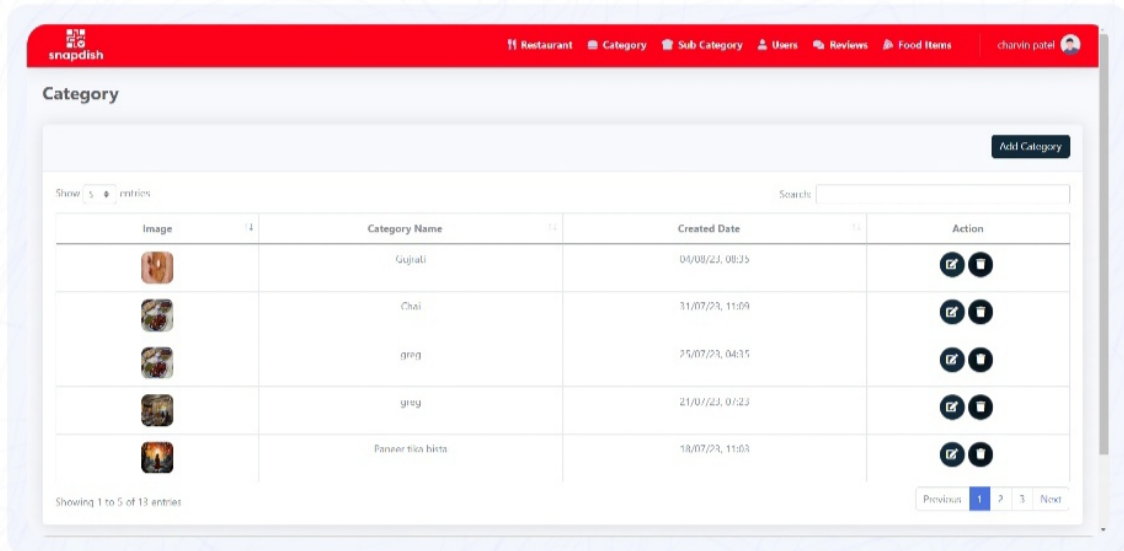 snapdish
Restaurant Category Sub Category Users Reviews Food Items charvin patel
Category
Add Category
Show 5 entries Search:
Image Category Name Created Date Action
Gujrati 04/08/23, 08:35
Chai 31/07/23, 11:09
greg 25/07/23, 04:35
greg 21/07/23, 07:23
Paneer tika bista 18/07/23, 11:03
Showing 1 to 5 of 13 entries Previous 1 2 3 Next